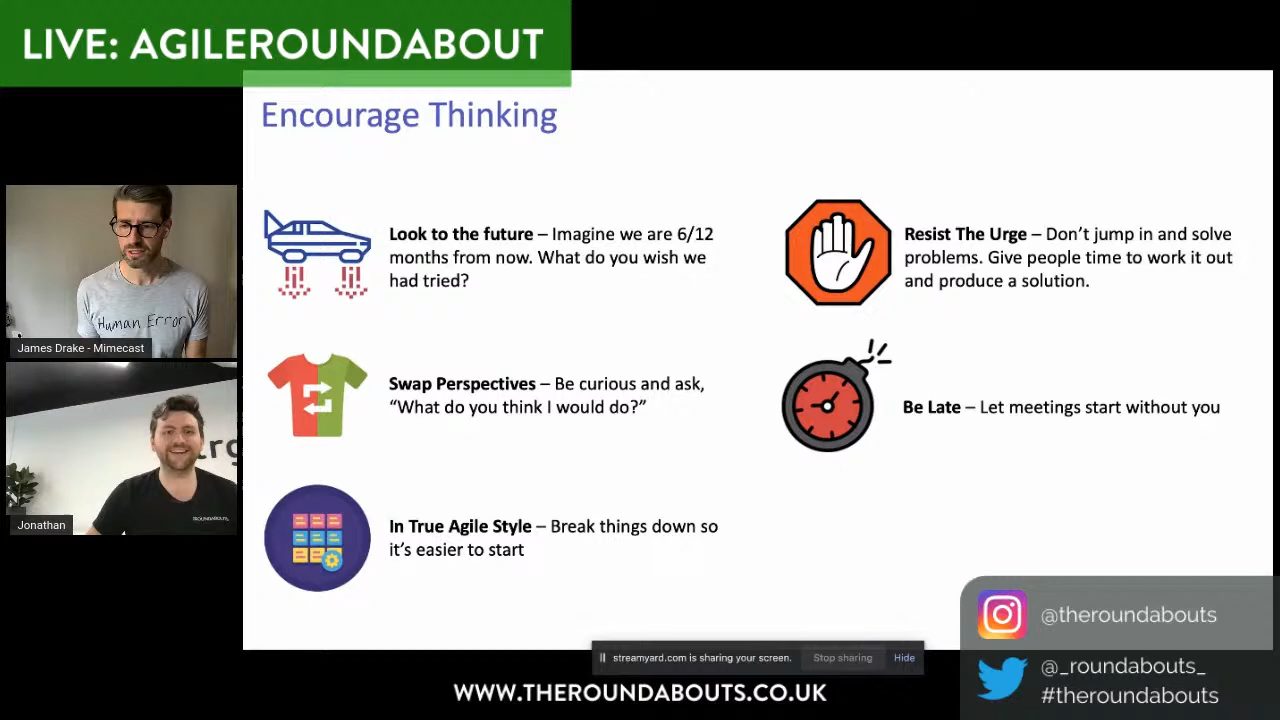 LIVE: AGILEROUNDABOUT
Encourage Thinking
Look to the future – Imagine we are 6/12
months from now. What do you wish we
had tried?
Resist The Urge – Don’t jump in and solve
problems. Give people time to work it out
and produce a solution.
Human Error
James Drake - Mimecast
Swap Perspectives – Be curious and ask,
“What do you think I would do?”
Be Late – Let meetings start without you
Jonathan
In True Agile Style – Break things down so
it’s easier to start
streamyard.com is sharing your screen.
Stop sharing
Hide
WWW.THEROUNDABOUTS.CO.UK
@theroundabouts
@_roundabouts_
#theroundabouts